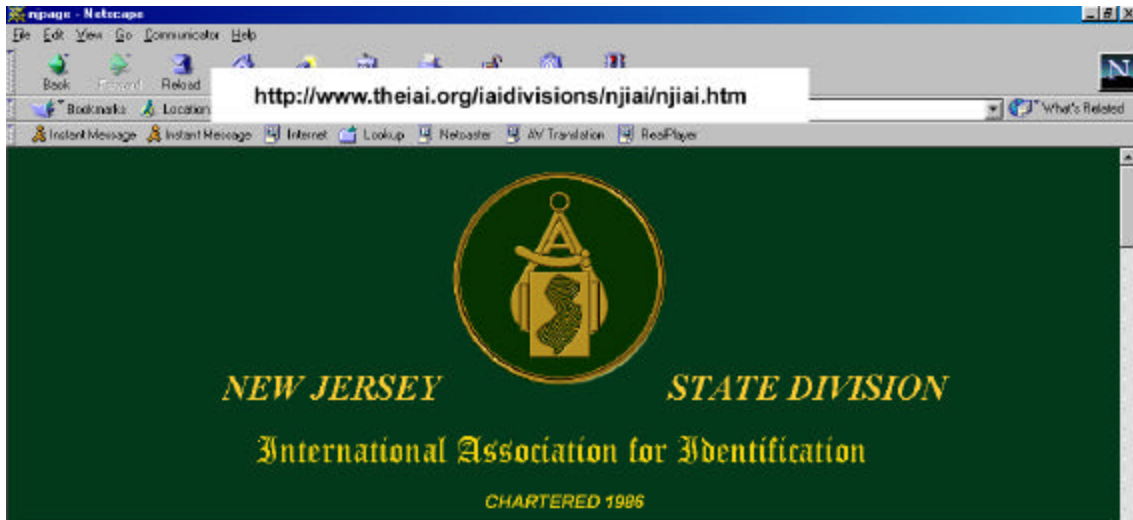 njpage - Netscape
File Edit View Go Communicator Help
Back Forward Reload
http://www.theiai.org/iaidivisions/njiai/njiai.htm
Bookmarks Location
What's Related
Instant Message Instant Message Internet Lookup Netcaster AV Translation RealPlayer
N
NEW JERSEY STATE DIVISION
International Association for Identification
CHARTERED 1986